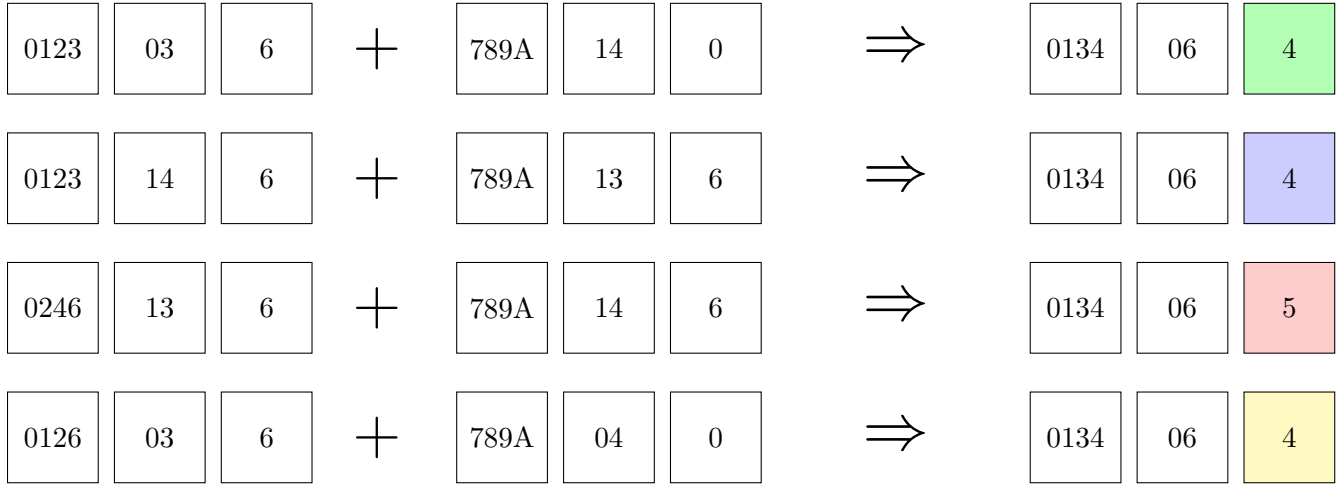 0123 03 6 + 789A 14 0 ⇒ 0134 06 4
0123 14 6 + 789A 13 6 ⇒ 0134 06 4
0246 13 6 + 789A 14 6 ⇒ 0134 06 5
0126 03 6 + 789A 04 0 ⇒ 0134 06 4